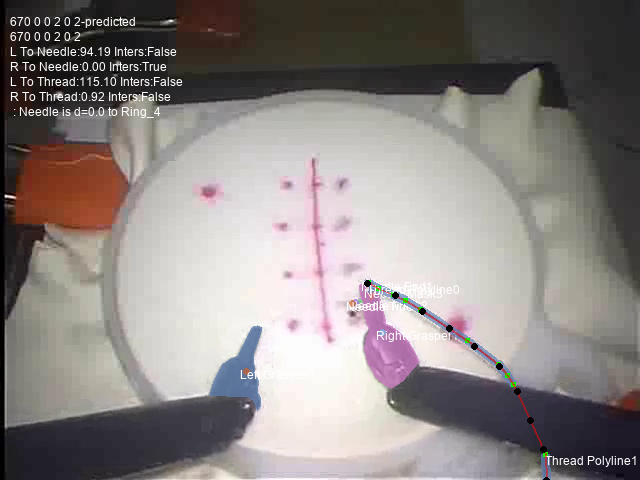 670 0 0 2 0 2-predicted
670 0 0 2 0 2
L To Needle:94.19 Inters:False
R To Needle:0.00 Inters:True
L To Thread:115.10 Inters:False
R To Thread:0.92 Inters:False
: Needle is d=0.0 to Ring_4
Right Grasper
Thread Polyline1